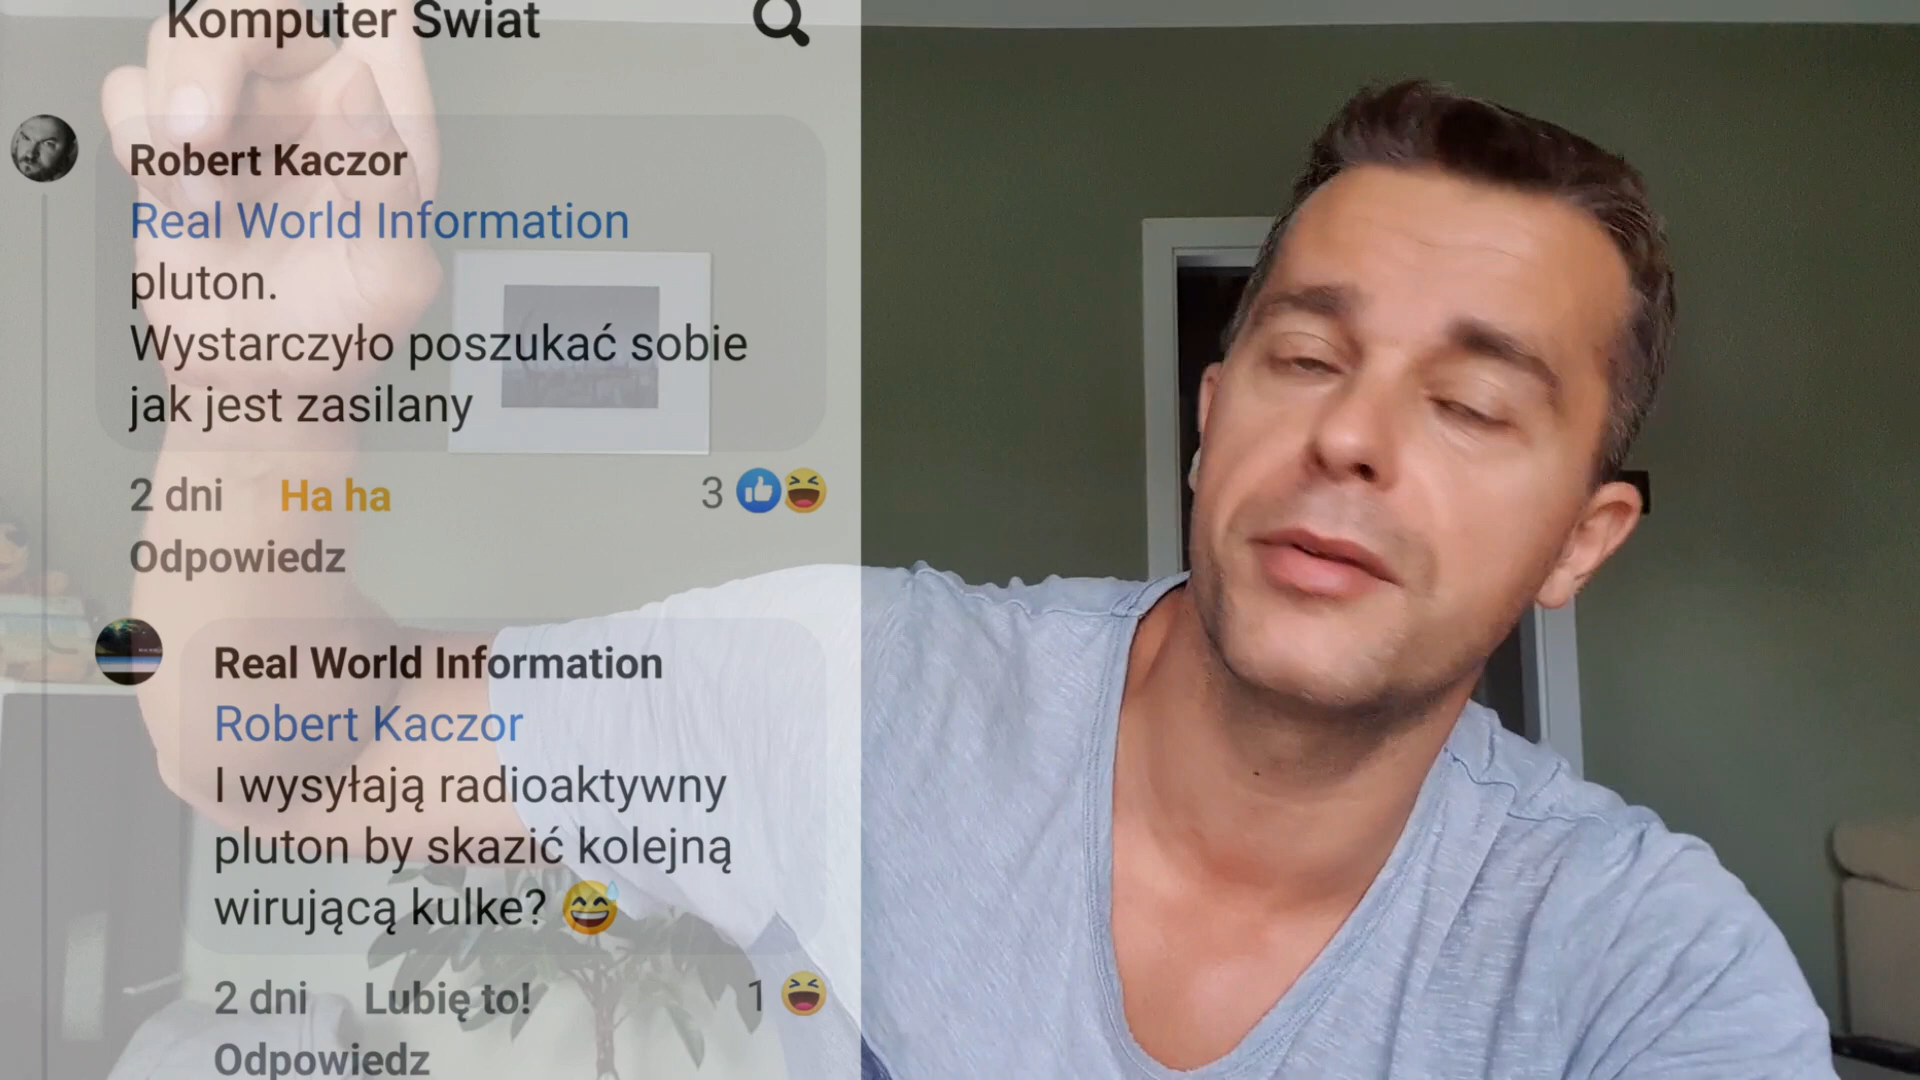 Komputer Świat
Robert Kaczor
Real World Information
pluton.
Wystarczyło poszukać sobie
jak jest zasilany
2 dni Ha ha 3
Odpowiedz
Real World Information
Robert Kaczor
I wysyłają radioaktywny
pluton by skazić kolejną
wirującą kulke? 😅
2 dni Lubię to! 1
Odpowiedz